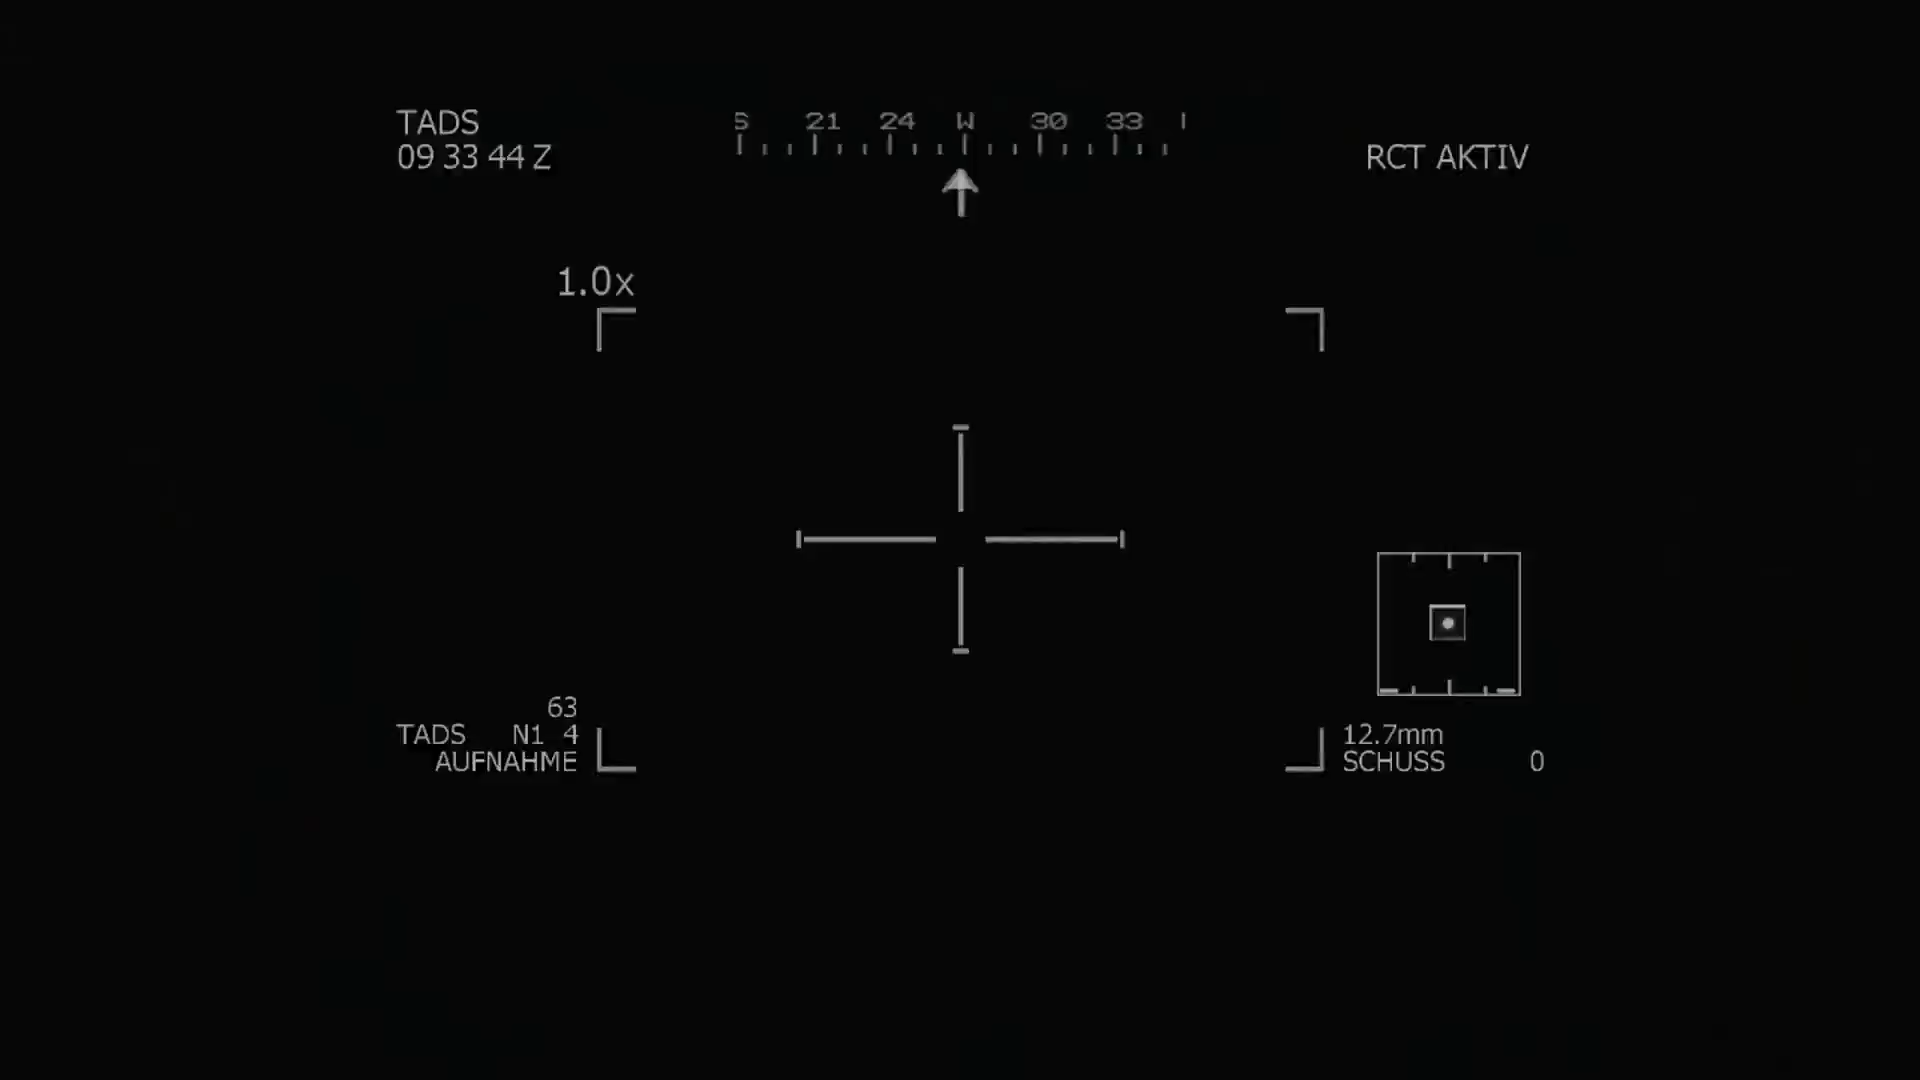 TADS
09 33 44 Z
S 21 24 W 30 33
RCT AKTIV
1.0x
63
TADS N1 4
AUFNAHME
12.7mm
SCHUSS 0